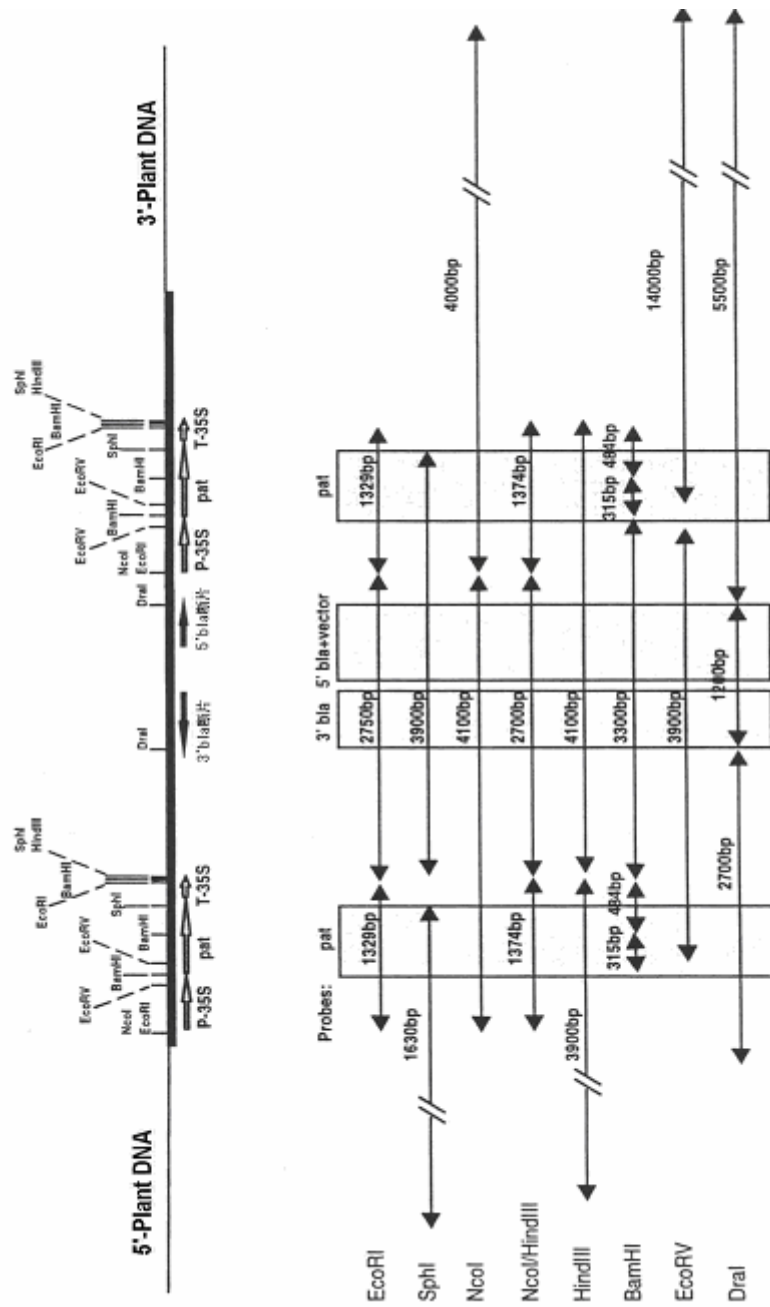 5'-Plant DNA
3'-Plant DNA
NcoI
EcoRI
EcoRV
BamHI
EcoRV
BamHI
SphI
EcoRI
BamHI
SphI
HindIII
DraI
DraI
NcoI
EcoRI
EcoRV
BamHI
EcoRV
BamHI
SphI
EcoRI
BamHI
SphI
HindIII
P-35S
pat
T-35S
3'bla断片
5'bla断片
P-35S
pat
T-35S
Probes:
pat
3' bla
5' bla+vector
pat
EcoRI
1329bp
2750bp
1329bp
SphI
1630bp
3900bp
NcoI
4100bp
4000bp
NcoI/HindIII
1374bp
2700bp
1374bp
HindIII
3900bp
4100bp
BamHI
315bp
484bp
3300bp
315bp
484bp
EcoRV
3900bp
14000bp
DraI
2700bp
1200bp
5500bp